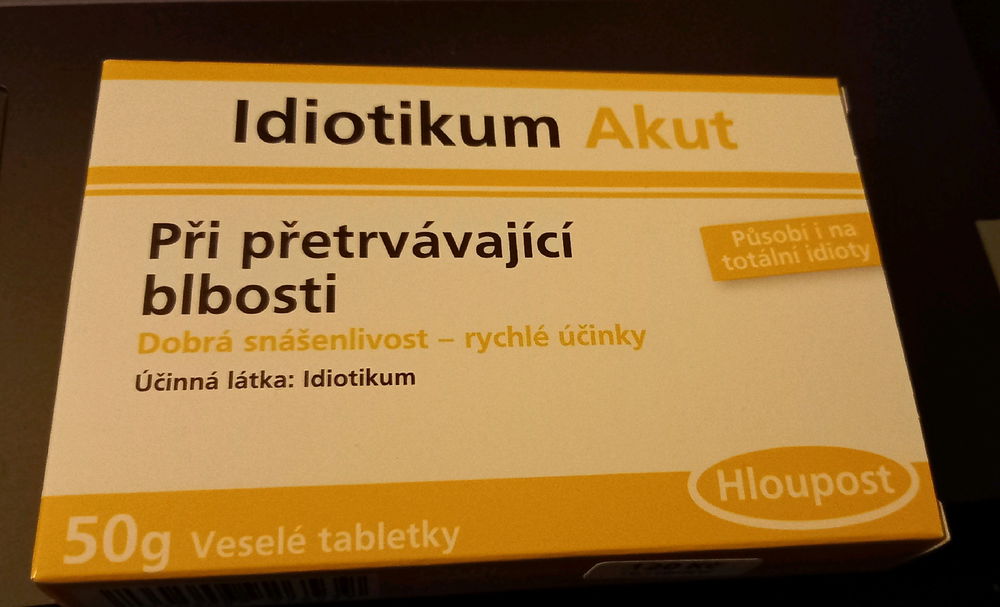 Idiotikum Akut
Při přetrvávající
blbosti
Působí i na
totální idioty
Dobrá snášenlivost – rychlé účinky
Účinná látka: Idiotikum
Hloupost
50g Veselé tabletky